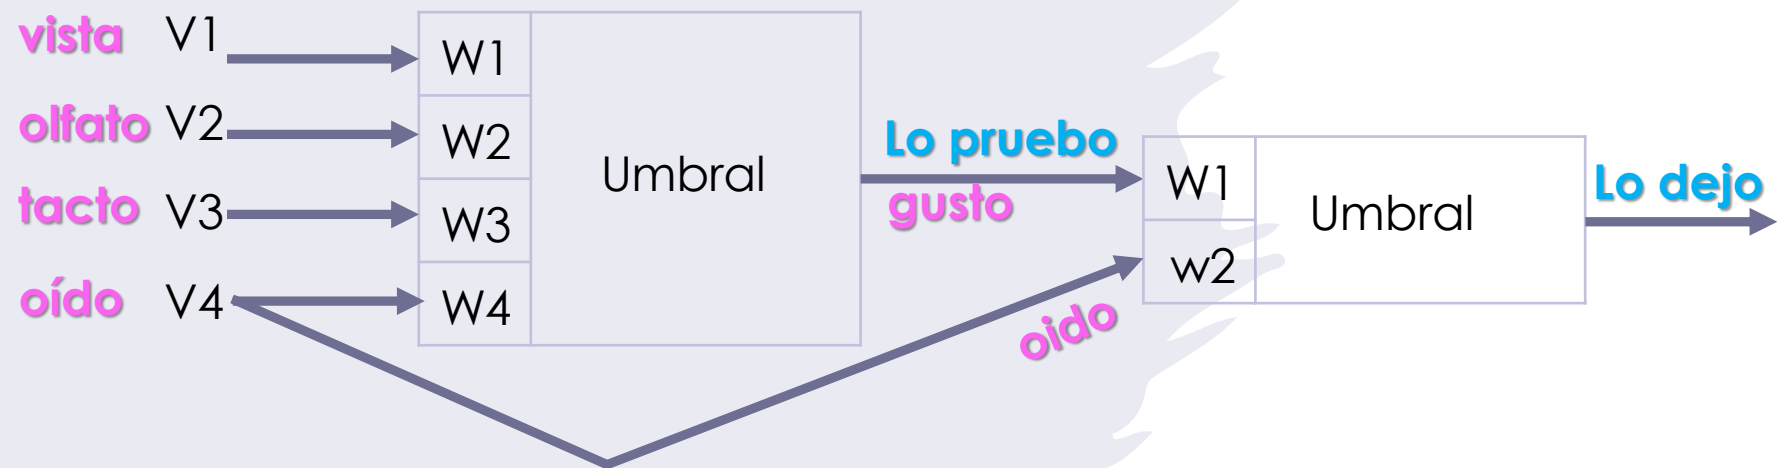 vista V1
olfato V2
tacto V3
oído V4
W1
W2
W3
W4
Umbral
Lo pruebo
gusto
oido
W1
w2
Umbral
Lo dejo